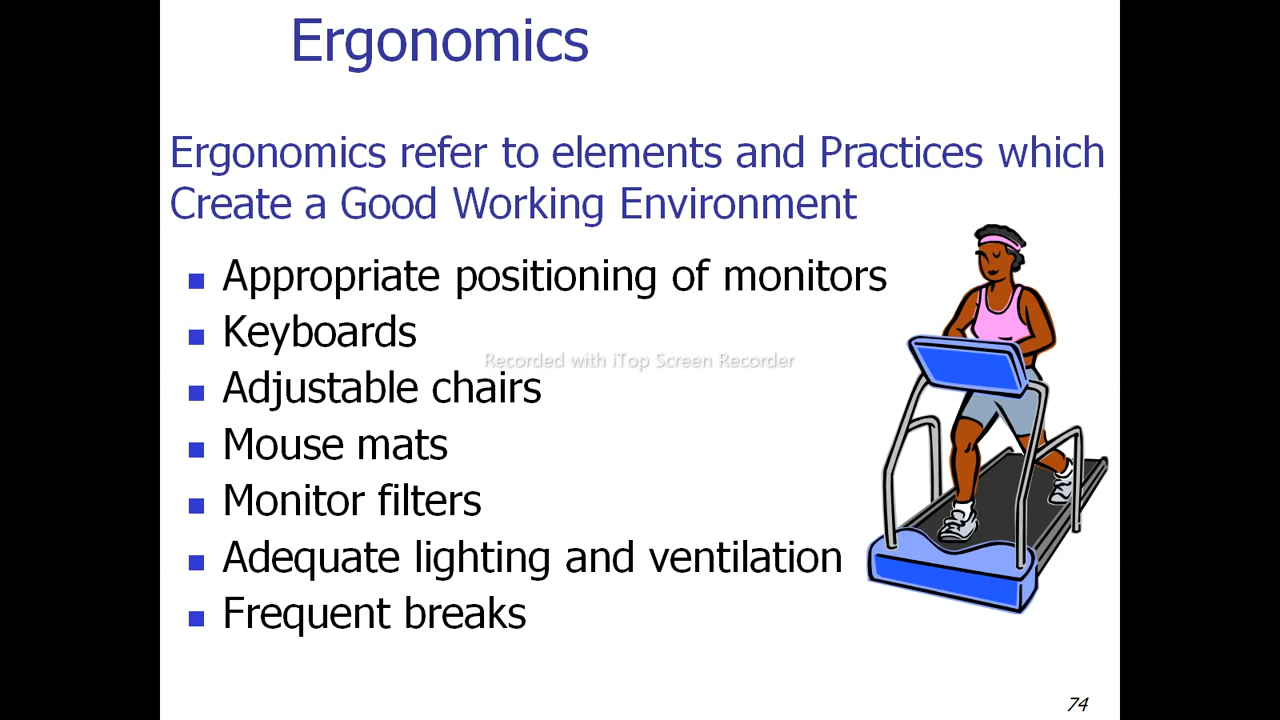 Ergonomics
Ergonomics refer to elements and Practices which
Create a Good Working Environment
Appropriate positioning of monitors
Keyboards
Recorded with iTop Screen Recorder
Adjustable chairs
Mouse mats
Monitor filters
Adequate lighting and ventilation
Frequent breaks
74